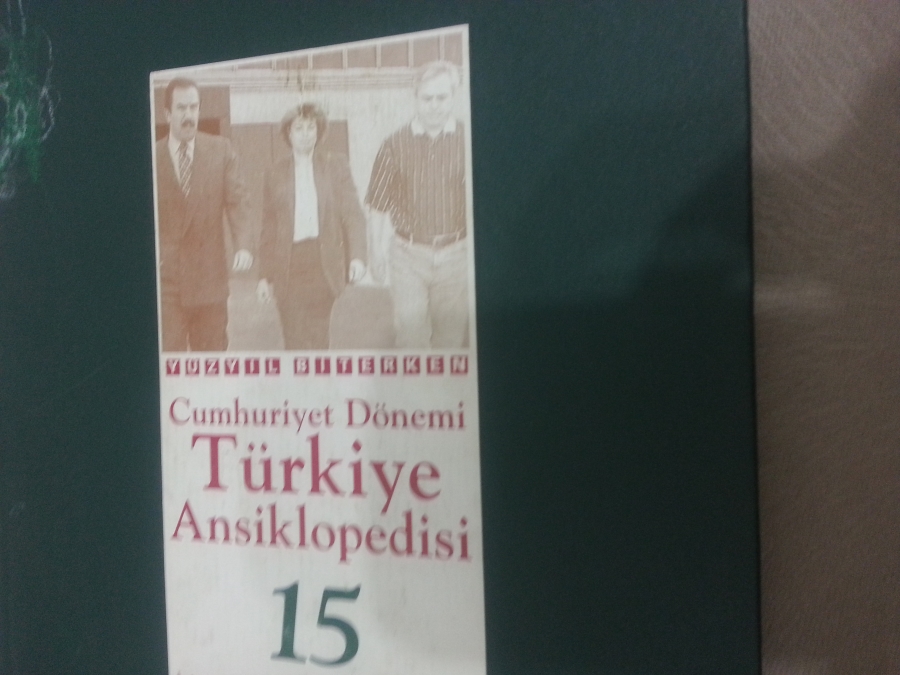 YÜZYIL BİTERKEN
Cumhuriyet Dönemi
Türkiye
Ansiklopedisi
15